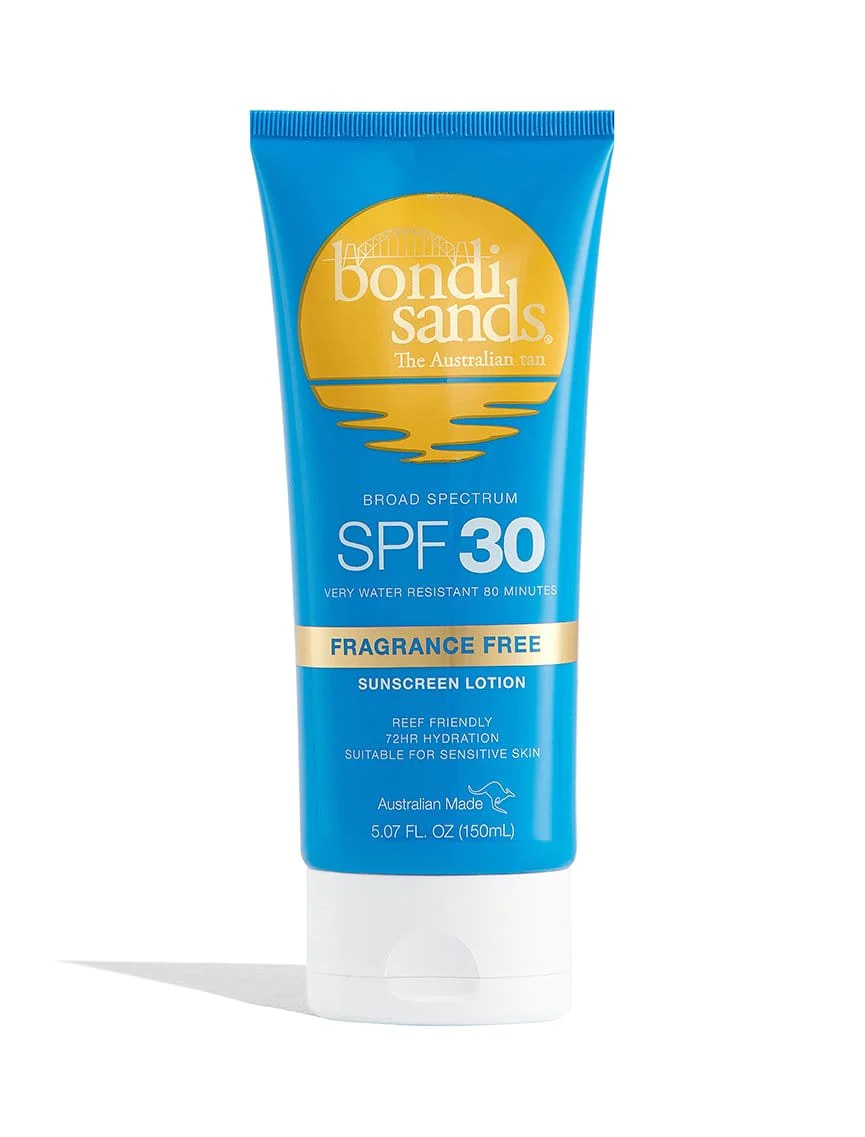 bondi
sands®
The Australian tan
BROAD SPECTRUM
SPF 30
VERY WATER RESISTANT 80 MINUTES
FRAGRANCE FREE
SUNSCREEN LOTION
REEF FRIENDLY
72HR HYDRATION
SUITABLE FOR SENSITIVE SKIN
Australian Made
5.07 FL. OZ (150mL)